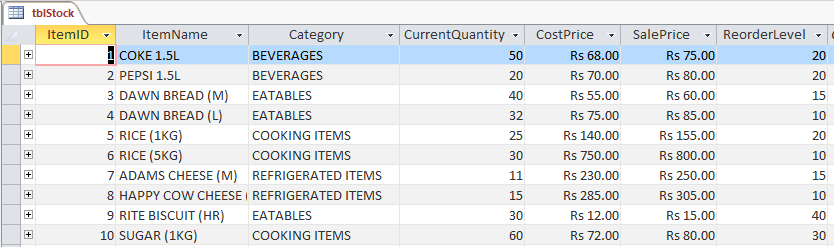 tblStock
ItemID ItemName Category CurrentQuantity CostPrice SalePrice ReorderLevel
1 COKE 1.5L BEVERAGES 50 Rs 68.00 Rs 75.00 20
2 PEPSI 1.5L BEVERAGES 20 Rs 70.00 Rs 80.00 20
3 DAWN BREAD (M) EATABLES 40 Rs 55.00 Rs 60.00 15
4 DAWN BREAD (L) EATABLES 32 Rs 75.00 Rs 85.00 10
5 RICE (1KG) COOKING ITEMS 25 Rs 140.00 Rs 155.00 20
6 RICE (5KG) COOKING ITEMS 30 Rs 750.00 Rs 800.00 10
7 ADAMS CHEESE (M) REFRIGERATED ITEMS 11 Rs 230.00 Rs 250.00 15
8 HAPPY COW CHEESE ( REFRIGERATED ITEMS 15 Rs 285.00 Rs 305.00 10
9 RITE BISCUIT (HR) EATABLES 30 Rs 12.00 Rs 15.00 40
10 SUGAR (1KG) COOKING ITEMS 60 Rs 72.00 Rs 80.00 30